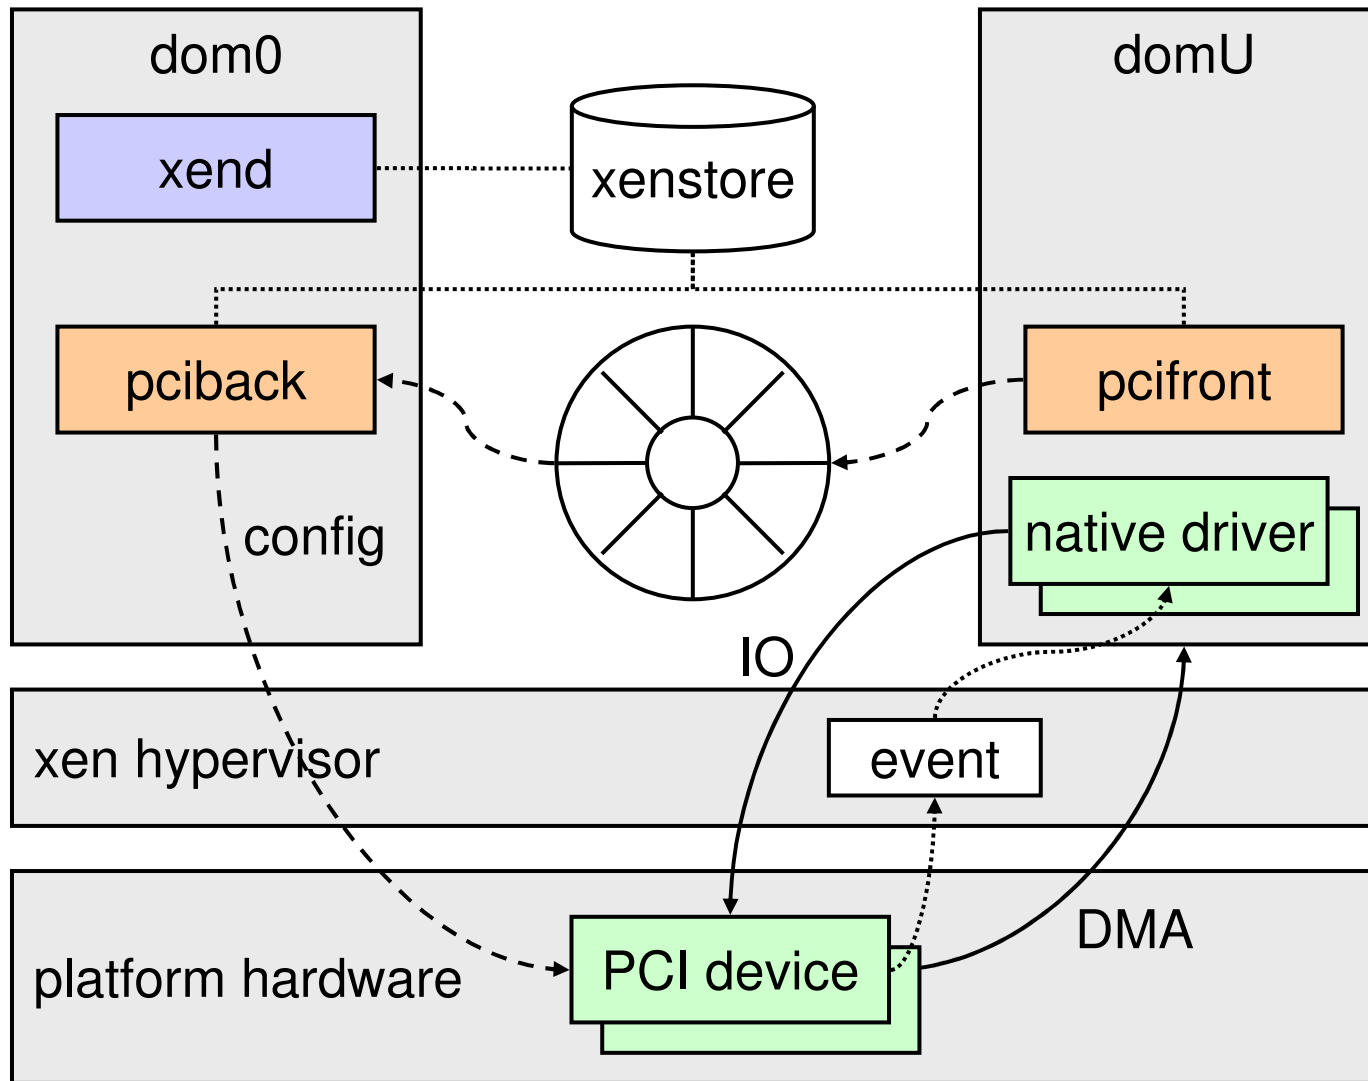 dom0
domU
xend
xenstore
pciback
pcifront
config
native driver
IO
xen hypervisor
event
DMA
platform hardware
PCI device